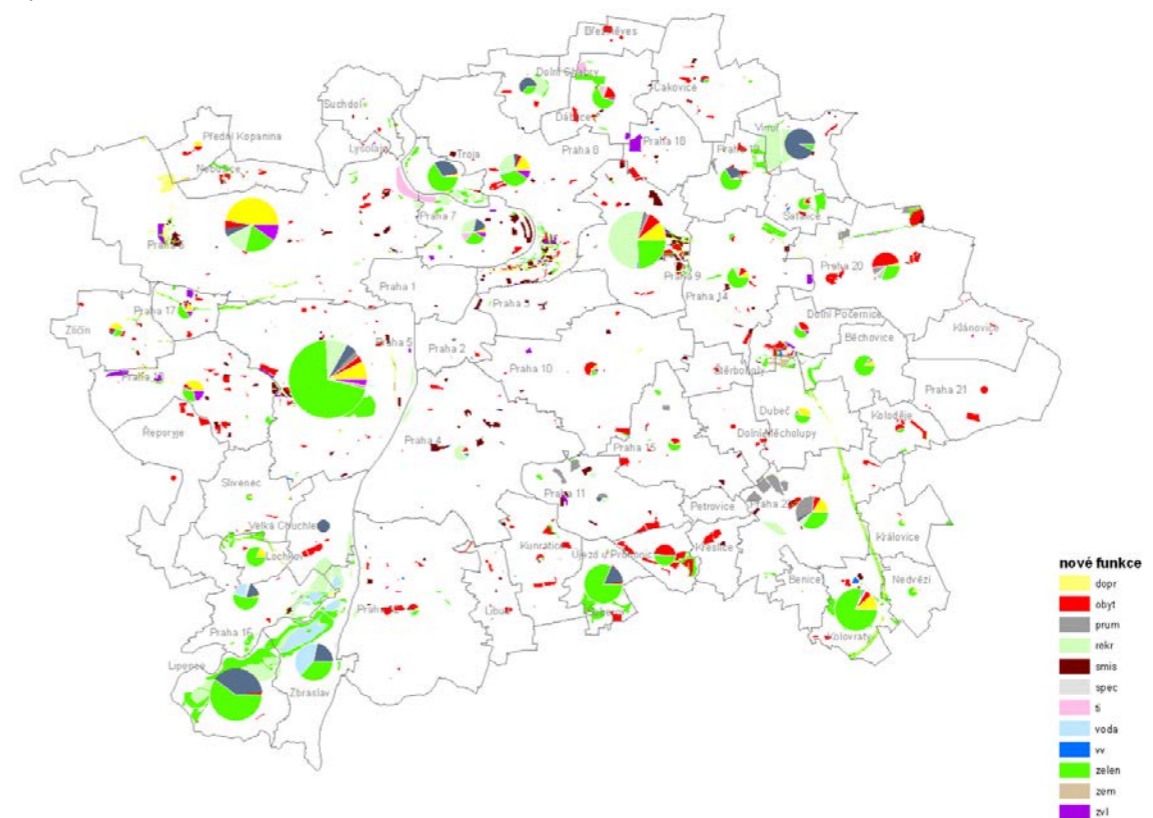 Březiněves
Dolní Chabry
Čakovice
Suchdol
Ďáblice
Přední Kopanina
Lysolaje
Troja
Praha 8
Praha 18
Praha 19
Vinoř
Nebušice
Praha 7
Satalice
Praha 6
Praha 9
Praha 20
Praha 1
Praha 3
Praha 14
Praha 17
Dolní Počernice
Klánovice
Zličín
Praha 5
Praha 2
Běchovice
Praha 10
Štěrboholy
Praha 13
Praha 21
Dubeč
Koloděje
Řeporyje
Praha 4
Dolní Měcholupy
Praha 15
Slivenec
Praha 11
Petrovice
Praha 22
Velká Chuchle
Královice
Kunratice
Újezd u Průhonic
Křeslice
Lochkov
Benice
Nedvězí
Praha 16
Libuš
Kolovraty
Lipence
Zbraslav
nové funkce
dopr
obyt
prum
rekr
smis
spec
ti
voda
vv
zelen
zem
zvl